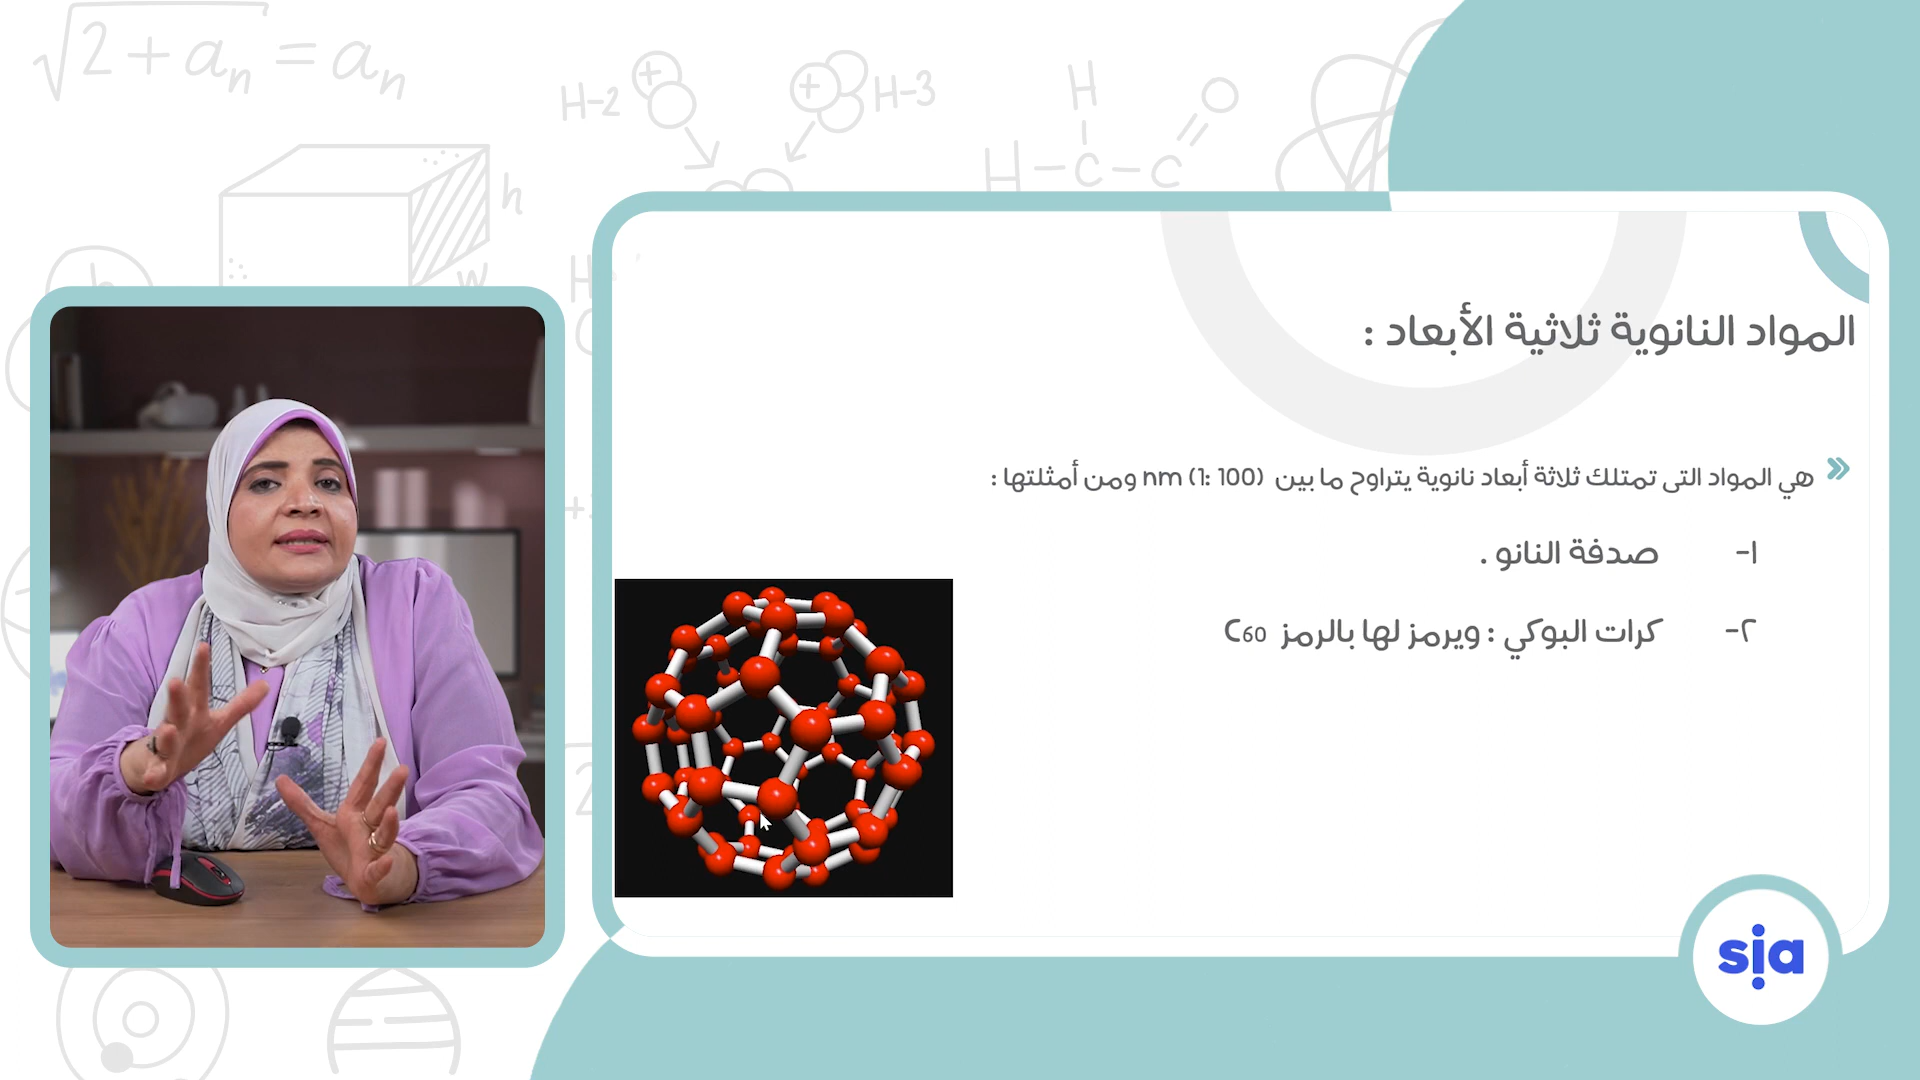 √2 + aₙ = aₙ
H-2
H-3
H
O
H-C-C
h
w
المواد النانوية ثلاثية الأبعاد :
هي المواد التى تمتلك ثلاثة أبعاد نانوية يتراوح ما بين nm (1: 100) ومن أمثلتها :
١- صدفة النانو .
٢- كرات البوكي : ويرمز لها بالرمز C₆₀
sia